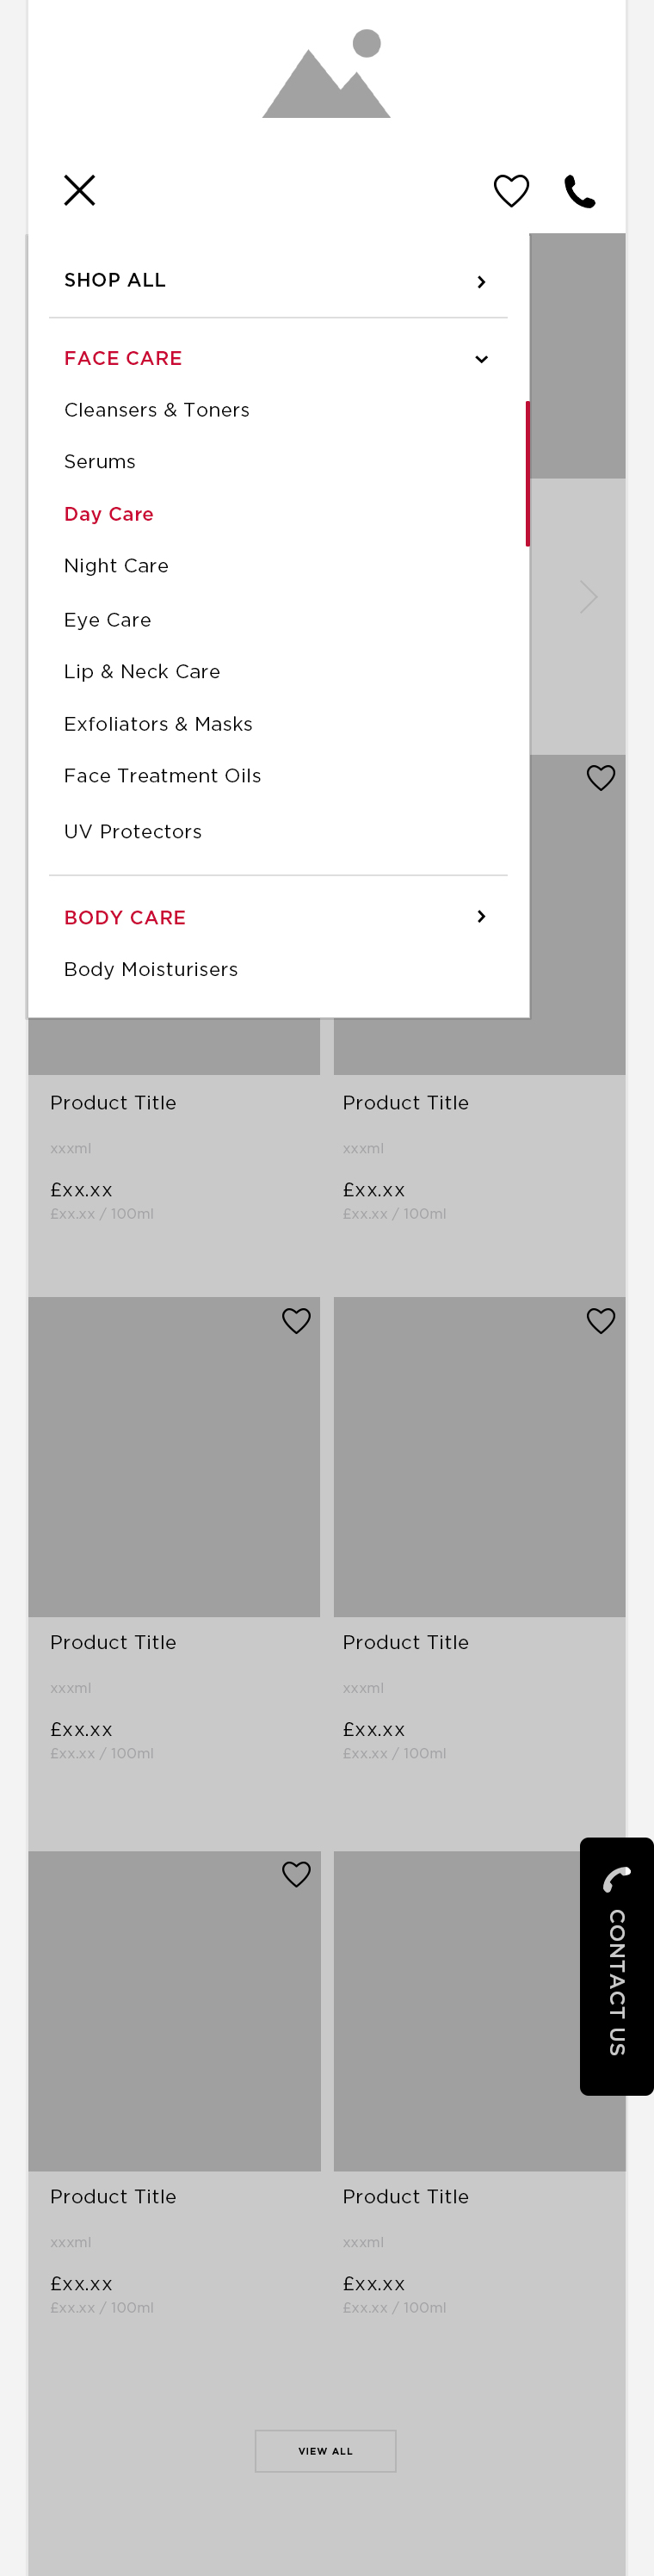 SHOP ALL
FACE CARE
Cleansers & Toners
Serums
Day Care
Night Care
Eye Care
Lip & Neck Care
Exfoliators & Masks
Face Treatment Oils
UV Protectors
BODY CARE
Body Moisturisers
Product Title
xxxml
£xx.xx
£xx.xx / 100ml
Product Title
xxxml
£xx.xx
£xx.xx / 100ml
Product Title
xxxml
£xx.xx
£xx.xx / 100ml
Product Title
xxxml
£xx.xx
£xx.xx / 100ml
CONTACT US
Product Title
xxxml
£xx.xx
£xx.xx / 100ml
Product Title
xxxml
£xx.xx
£xx.xx / 100ml
VIEW ALL